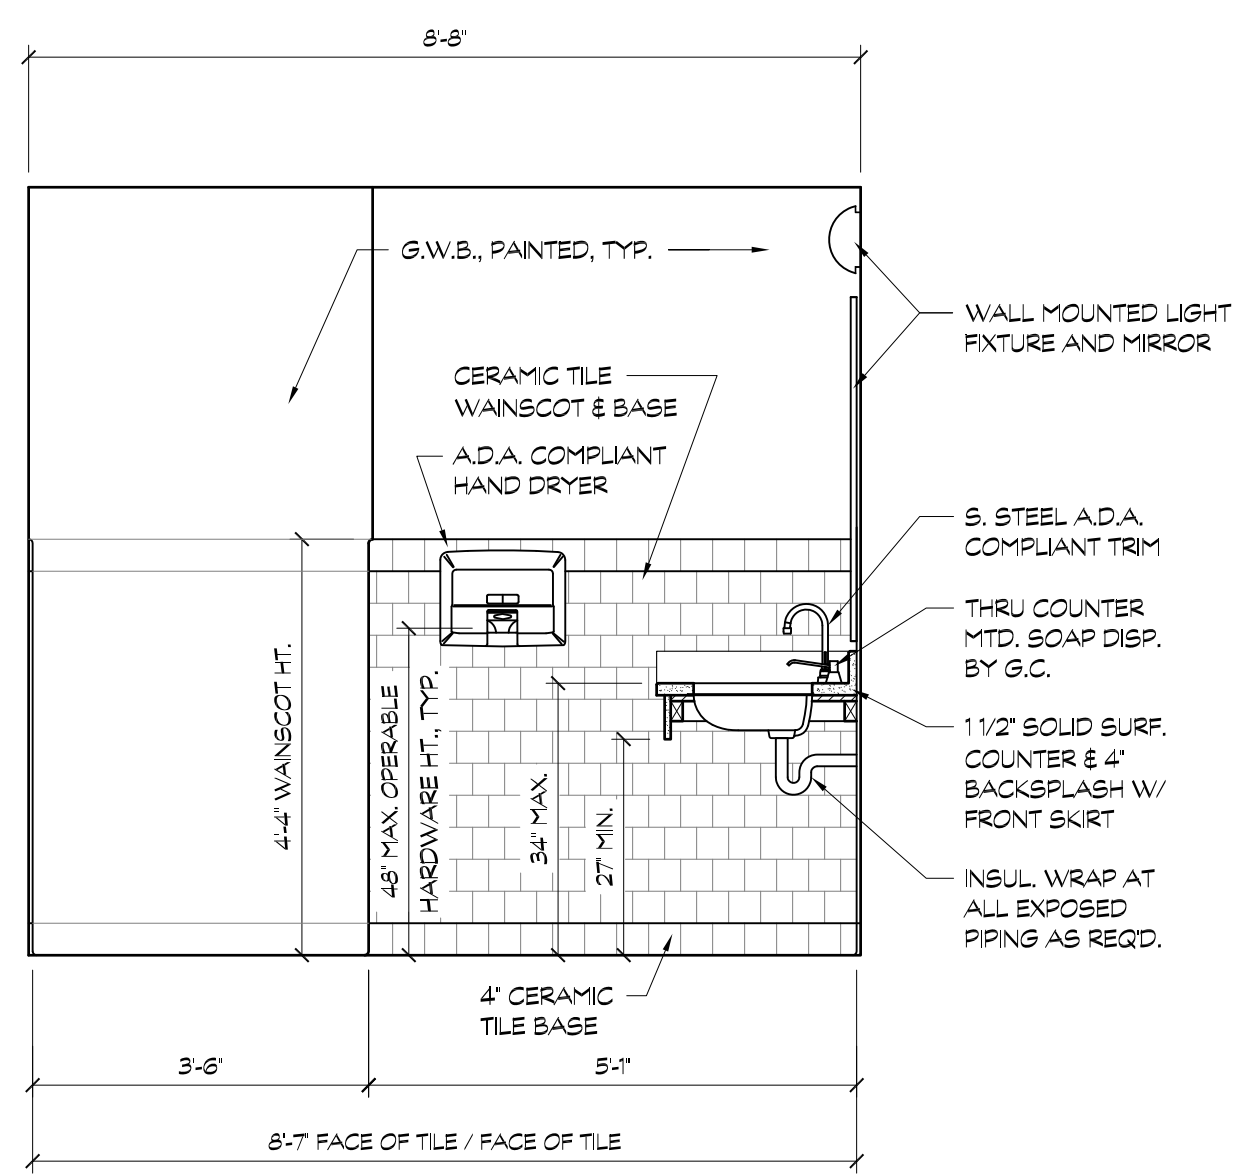 8'-8"
G.W.B., PAINTED, TYP.
WALL MOUNTED LIGHT
FIXTURE AND MIRROR
CERAMIC TILE
WAINSCOT & BASE
A.D.A. COMPLIANT
HAND DRYER
S. STEEL A.D.A.
COMPLIANT TRIM
THRU COUNTER
MTD. SOAP DISP.
BY G.C.
4'-4" WAINSCOT HT.
48" MAX. OPERABLE
HARDWARE HT., TYP.
34" MAX.
27" MIN.
1 1/2" SOLID SURF.
COUNTER & 4"
BACKSPLASH W/
FRONT SKIRT
INSUL. WRAP AT
ALL EXPOSED
PIPING AS REQ'D.
4" CERAMIC
TILE BASE
3'-6"
5'-1"
8'-7" FACE OF TILE / FACE OF TILE